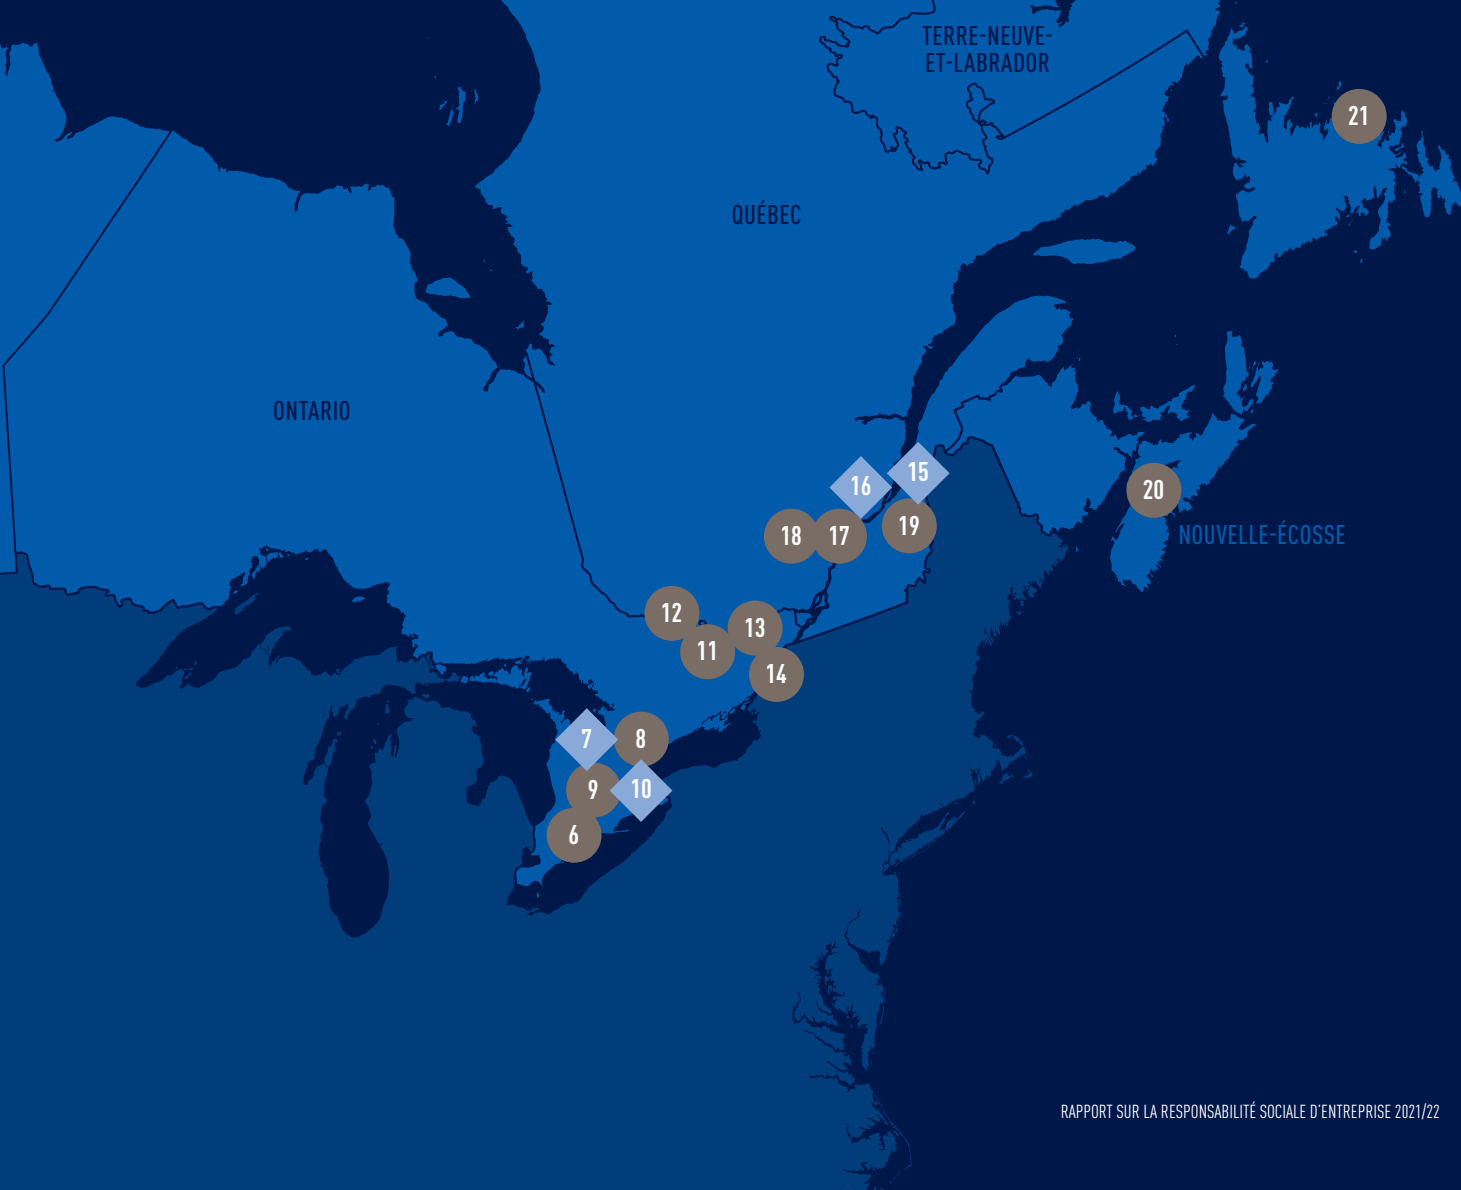 TERRE-NEUVE-
ET-LABRADOR
21
QUÉBEC
ONTARIO
15
16
20
19
18
17
NOUVELLE-ÉCOSSE
12
13
11
14
7
8
9
10
6
RAPPORT SUR LA RESPONSABILITÉ SOCIALE D'ENTREPRISE 2021/22